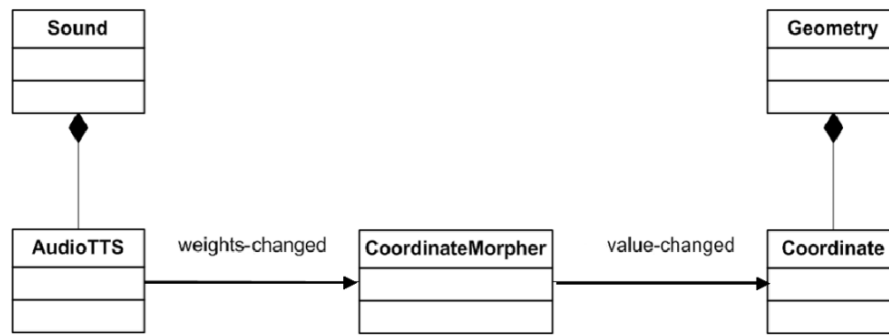 Sound
Geometry
AudioTTS
weights-changed
CoordinateMorpher
value-changed
Coordinate